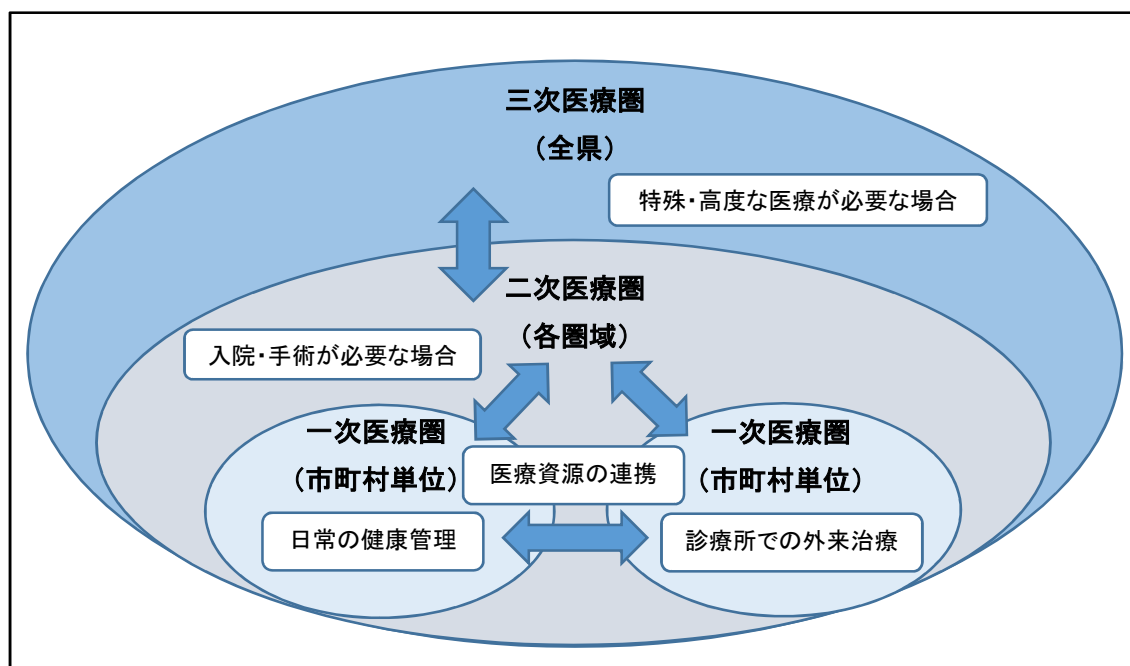 三次医療圏
（全県）
特殊・高度な医療が必要な場合
二次医療圏
（各圏域）
入院・手術が必要な場合
一次医療圏
（市町村単位）
一次医療圏
（市町村単位）
医療資源の連携
日常の健康管理
診療所での外来治療